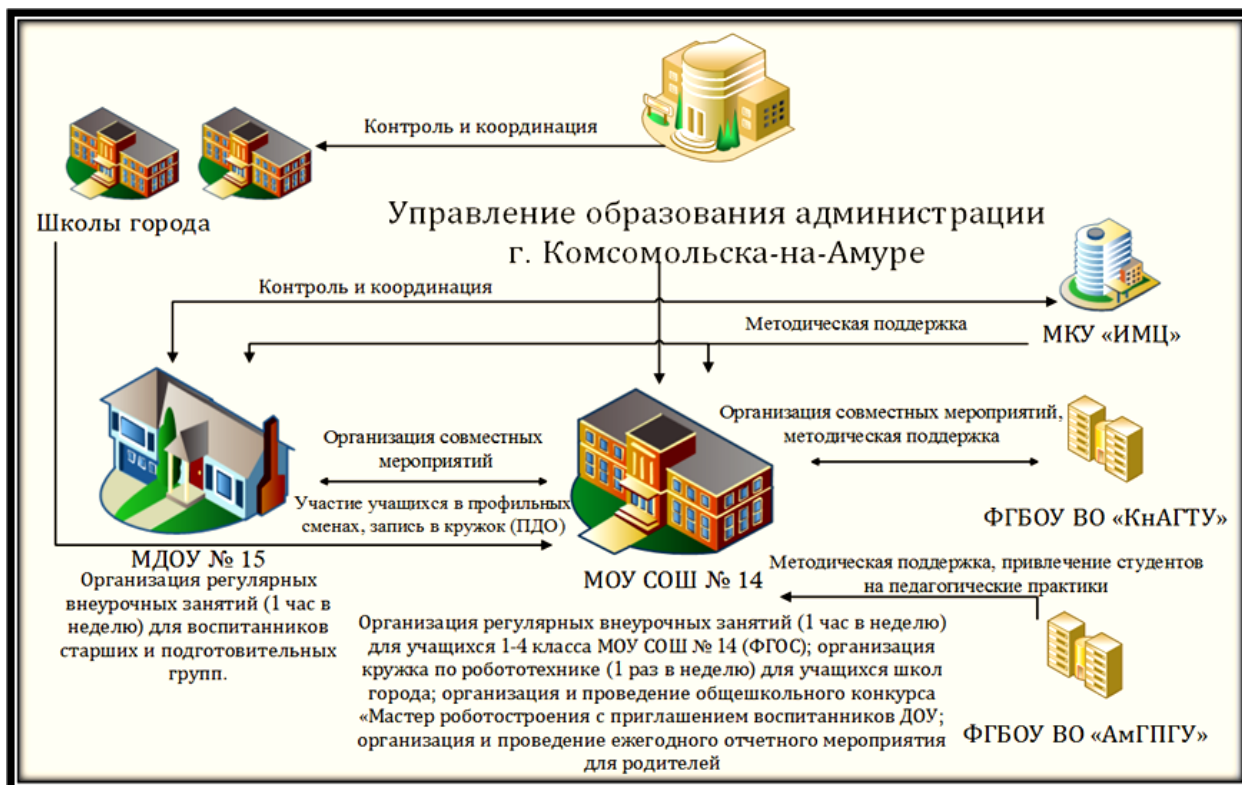 Контроль и координация
Школы города
Управление образования администрации
г. Комсомольска-на-Амуре
Контроль и координация
Методическая поддержка
МКУ «ИМЦ»
Организация совместных
мероприятий
Организация совместных мероприятий,
методическая поддержка
Участие учащихся в профильных
сменах, запись в кружок (ПДО)
ФГБОУ ВО «КнАГТУ»
МДОУ № 15
Организация регулярных
внеурочных занятий (1 час в
неделю) для воспитанников
старших и подготовительных
групп.
МОУ СОШ № 14
Методическая поддержка, привлечение студентов
на педагогические практики
Организация регулярных внеурочных занятий (1 час в неделю)
для учащихся 1-4 класса МОУ СОШ № 14 (ФГОС); организация
кружка по робототехнике (1 раз в неделю) для учащихся школ
города; организация и проведение общешкольного конкурса
«Мастер роботостроения с приглашением воспитанников ДОУ;
организация и проведение ежегодного отчетного мероприятия
для родителей
ФГБОУ ВО «АмГПГУ»